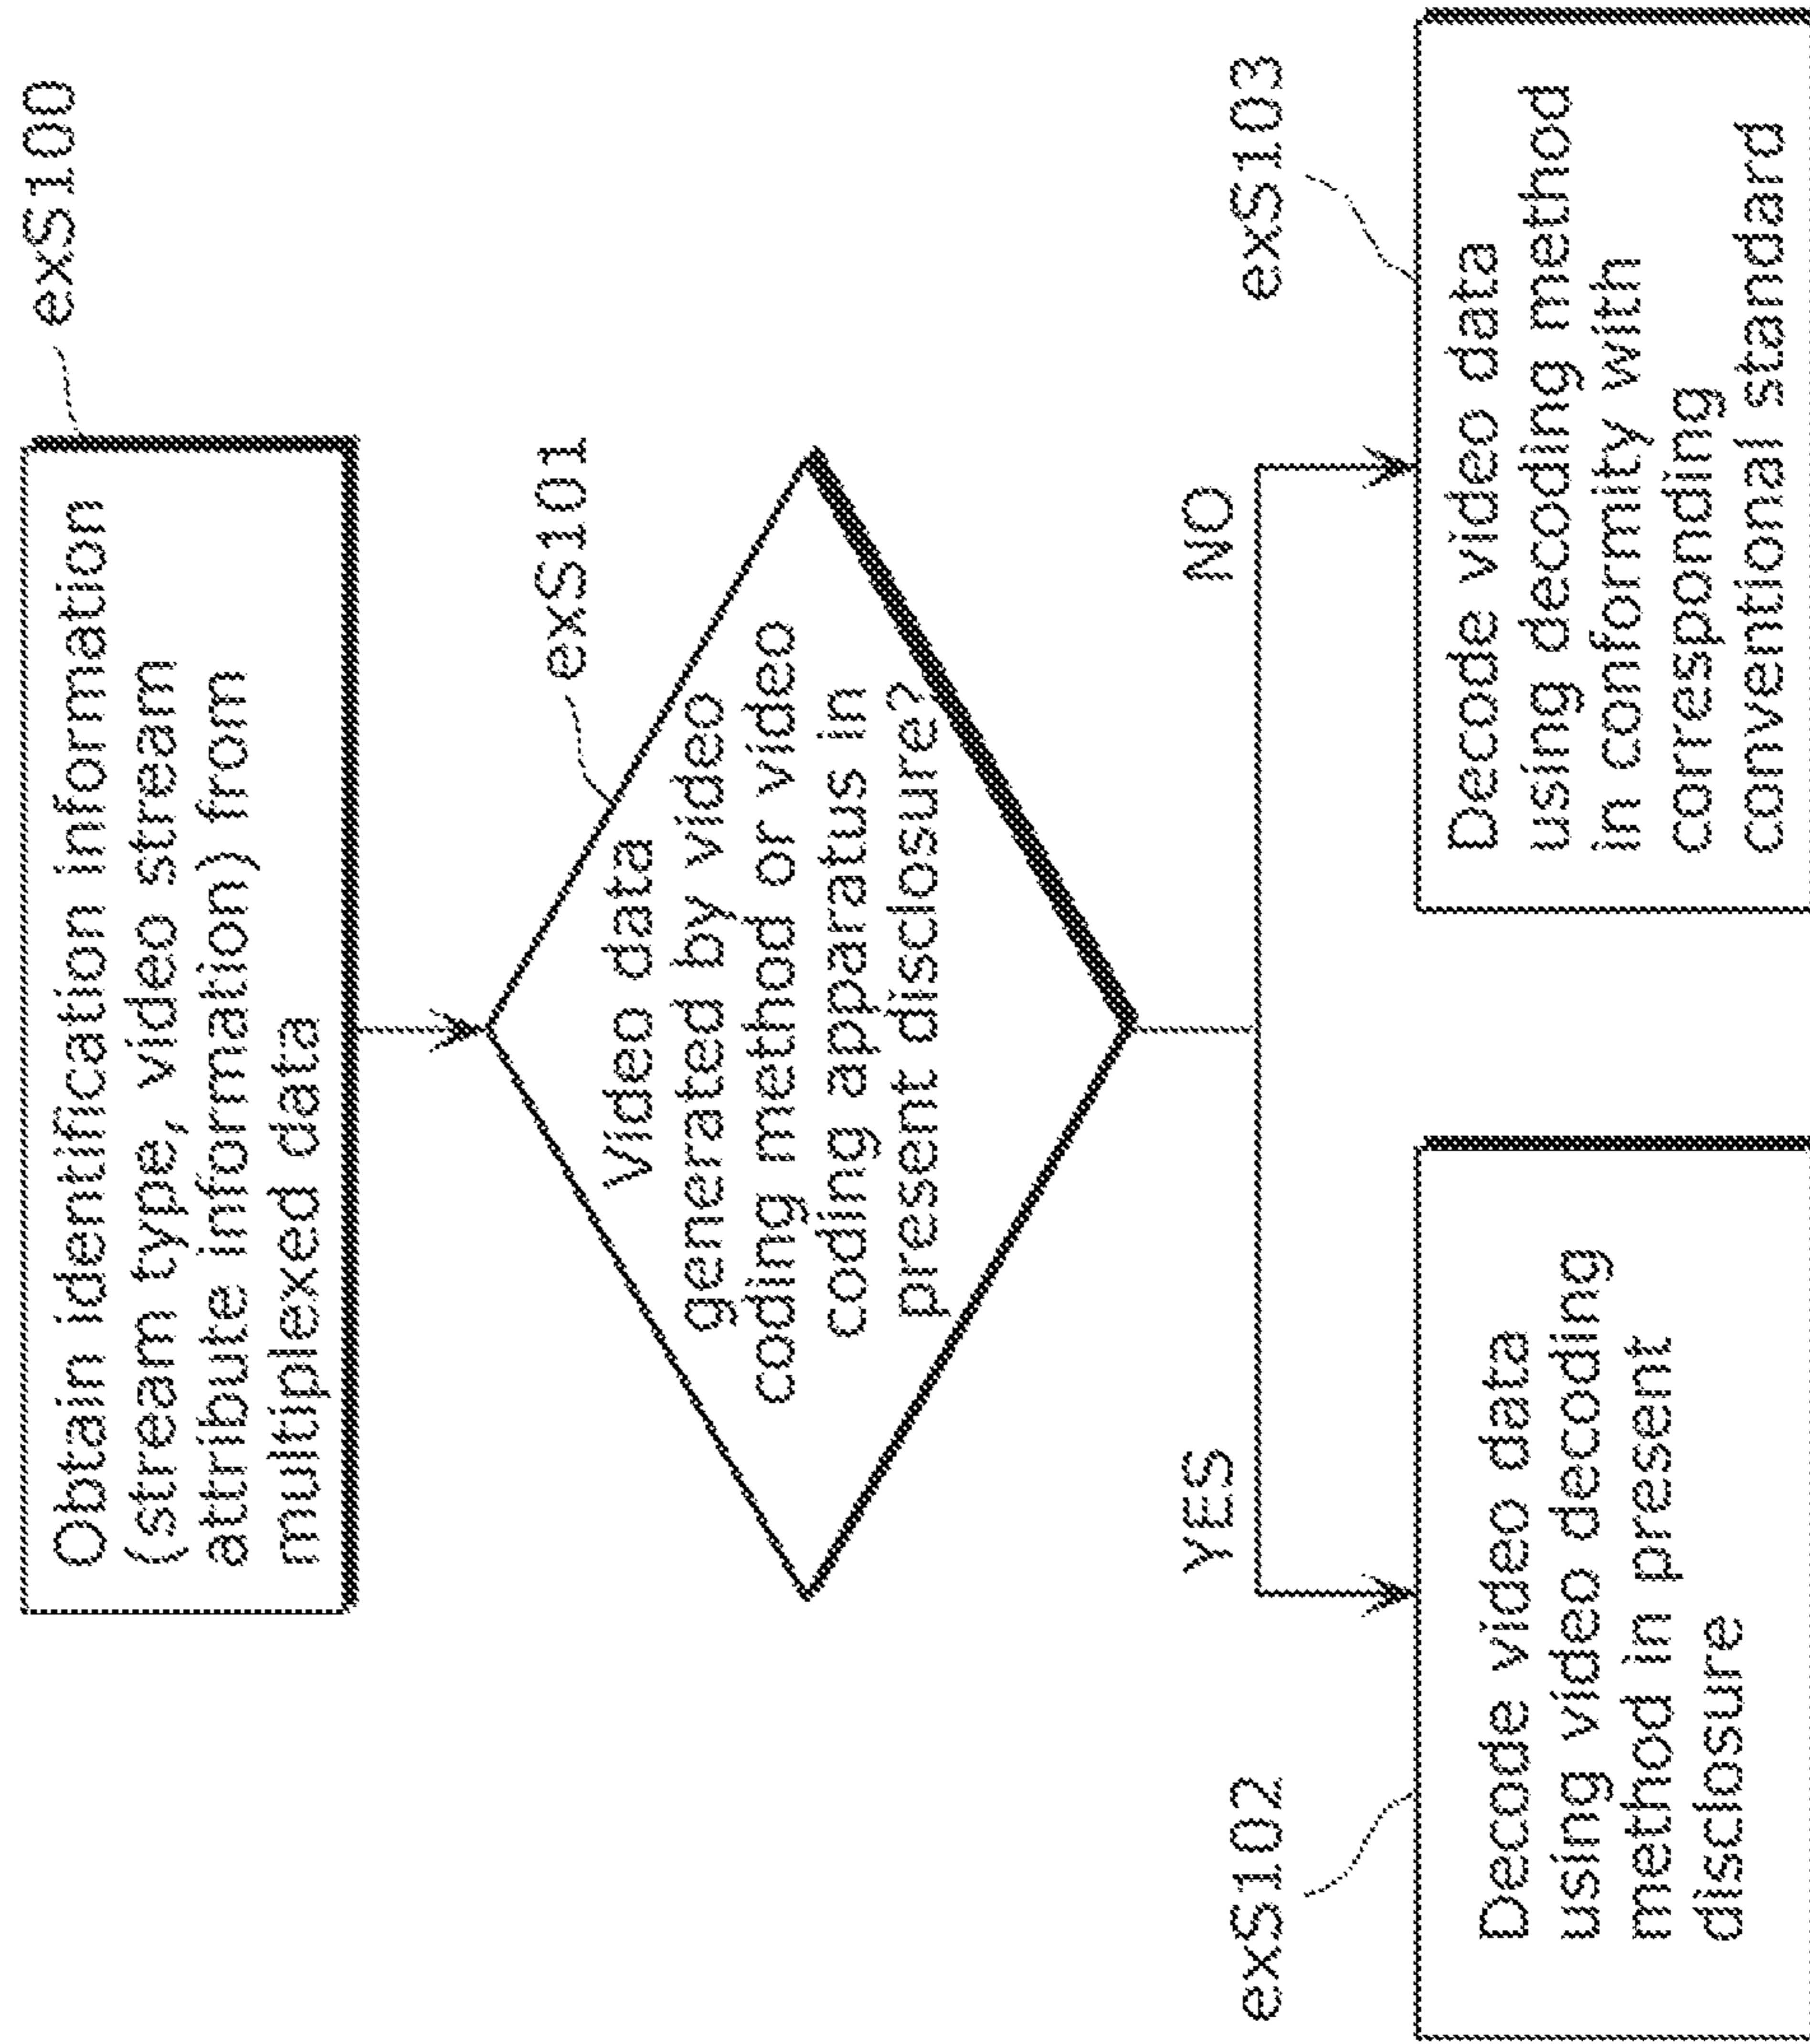 exS100
Obtain identification information
(stream type, video stream
attribute information) from
multiplexed data
exS101
Video data
generated by video
coding method or video
coding apparatus in
present disclosure?
YES
NO
exS102
Decode video data
using video decoding
method in present
disclosure
exS103
Decode video data
using decoding method
in conformity with
corresponding
conventional standard